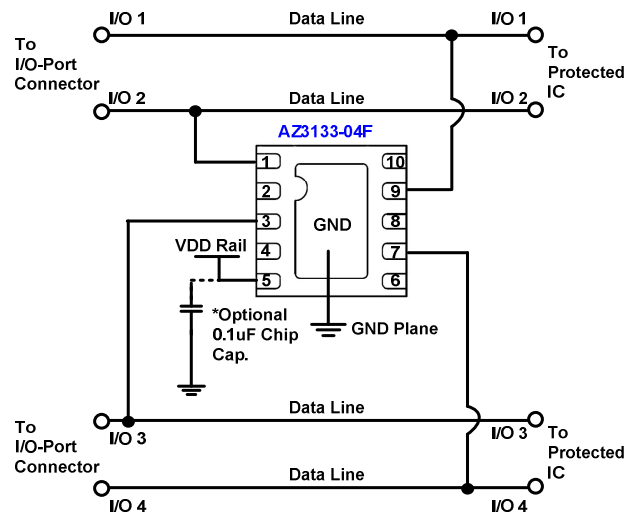 I/O 1
Data Line
I/O 1
To
I/O-Port
Connector
To
Protected
IC
I/O 2
Data Line
I/O 2
AZ3133-04F
1
2
3
4
5
10
9
8
7
6
GND
VDD Rail
*Optional
0.1uF Chip
Cap.
GND Plane
Data Line
To
I/O-Port
Connector
I/O 3
I/O 3
To
Protected
IC
Data Line
I/O 4
I/O 4